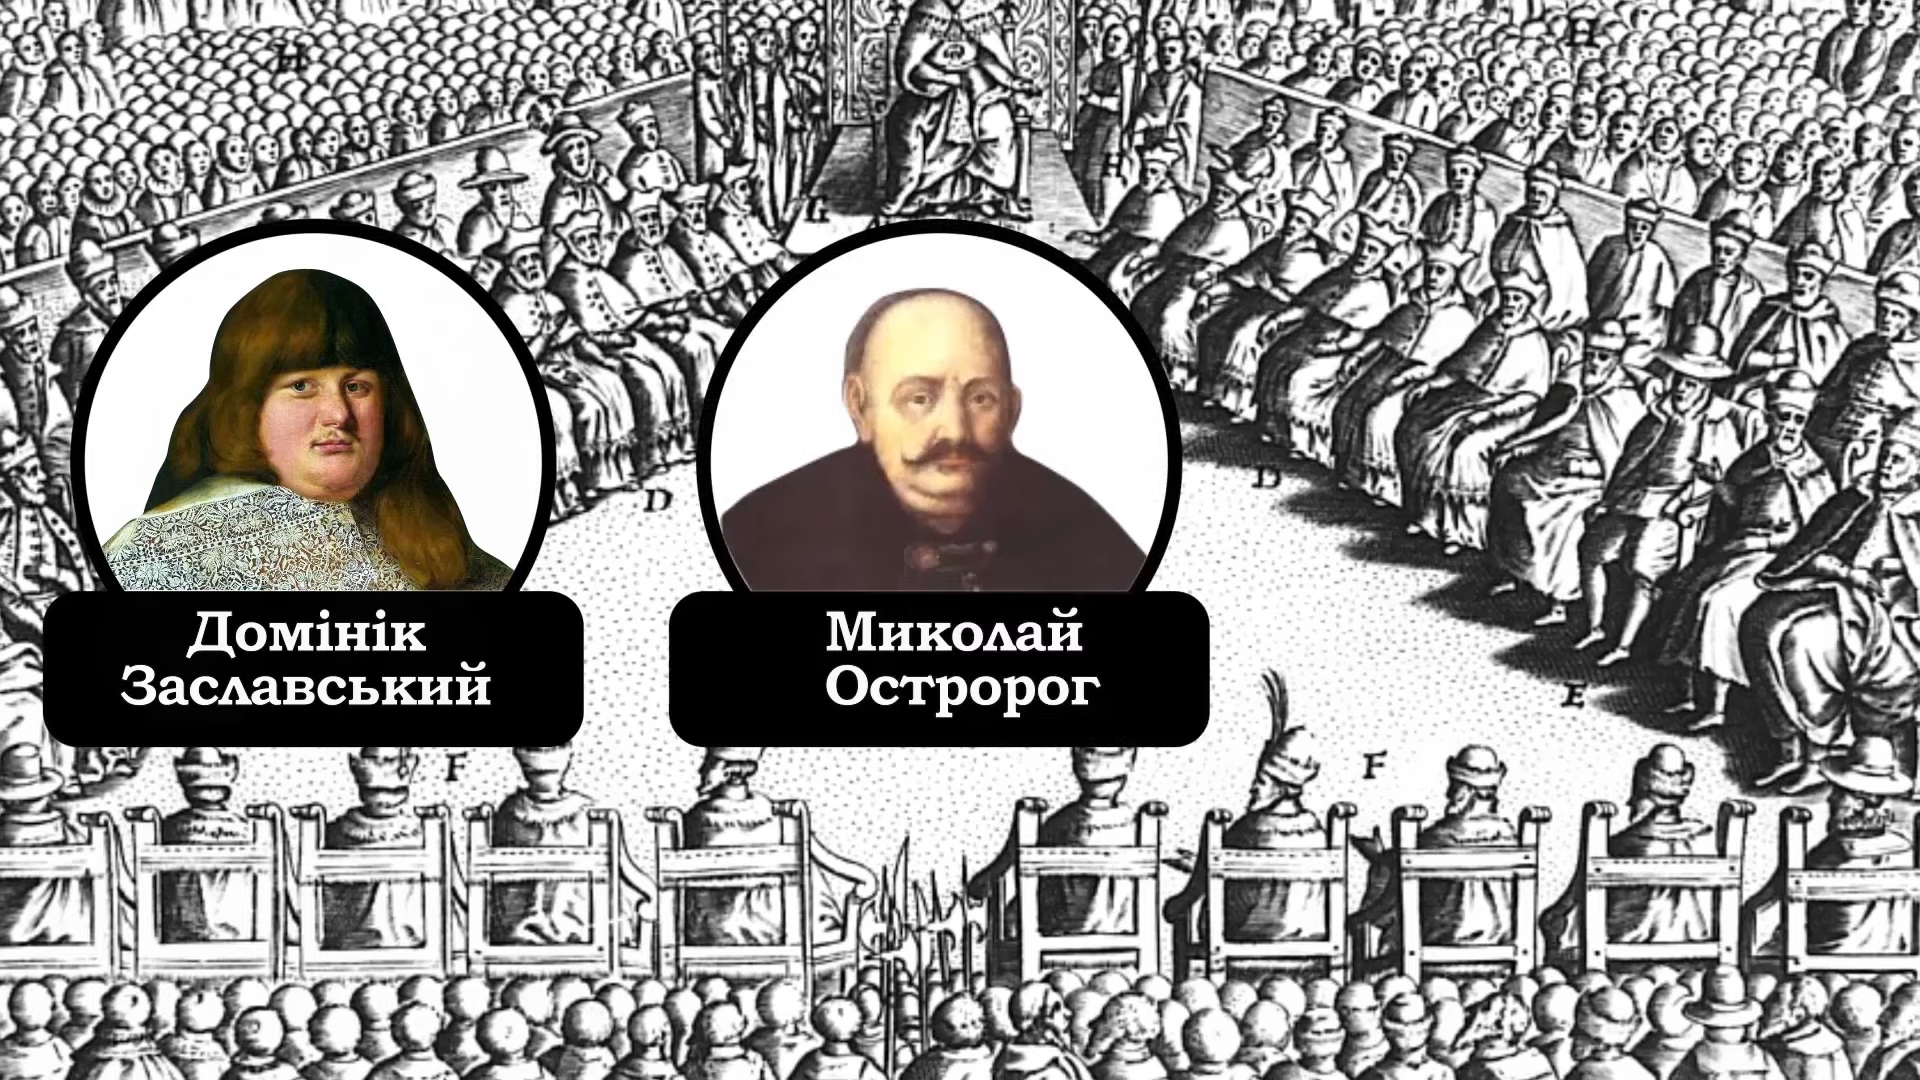 H
H
G
D
D
Домінік
Заславський
Миколай
Остророг
E
F
F